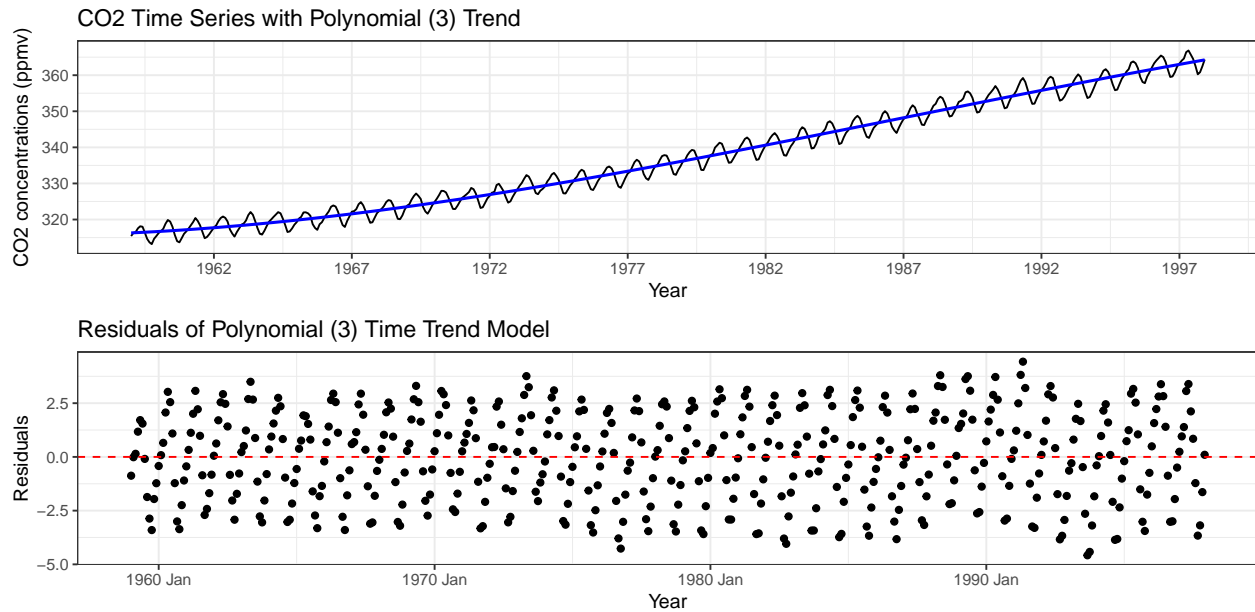 CO2 Time Series with Polynomial (3) Trend
CO2 concentrations (ppmv)
360
350
340
330
320
1962 1967 1972 1977 1982 1987 1992 1997
Year
Residuals of Polynomial (3) Time Trend Model
Residuals
2.5
0.0
−2.5
−5.0
1960 Jan 1970 Jan 1980 Jan 1990 Jan
Year